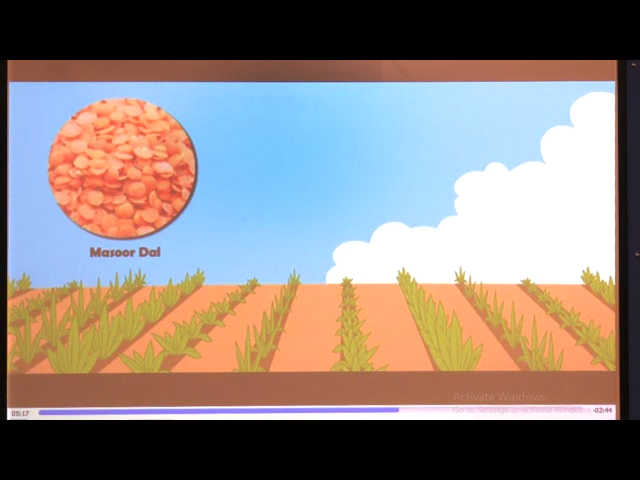 Masoor Dal
Activate Windows
Go to Settings to activate Windows.
05:17
-02:44